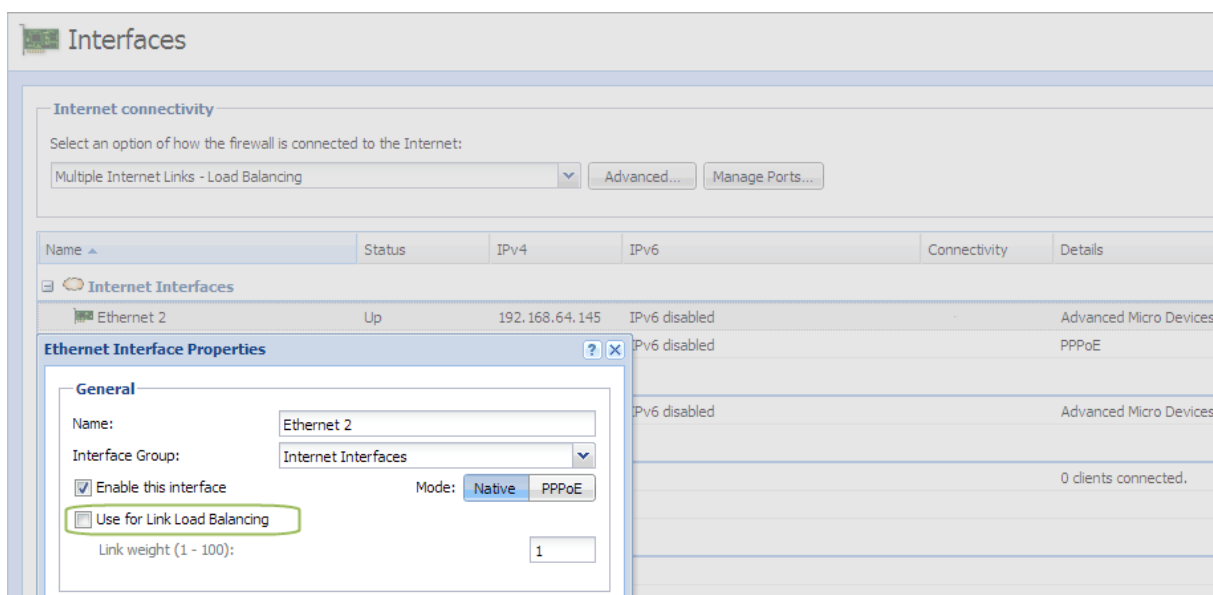 Interfaces
Internet connectivity
Select an option of how the firewall is connected to the Internet:
Multiple Internet Links - Load Balancing Advanced... Manage Ports...
Name Status IPv4 IPv6 Connectivity Details
Internet Interfaces
Ethernet 2 Up 192.168.64.145 IPv6 disabled Advanced Micro Devices
Ethernet Interface Properties ? IPv6 disabled PPPoE
General
Name: Ethernet 2 IPv6 disabled Advanced Micro Devices
Interface Group: Internet Interfaces
Enable this interface Mode: Native PPPoE 0 clients connected.
Use for Link Load Balancing
Link weight (1 - 100): 1